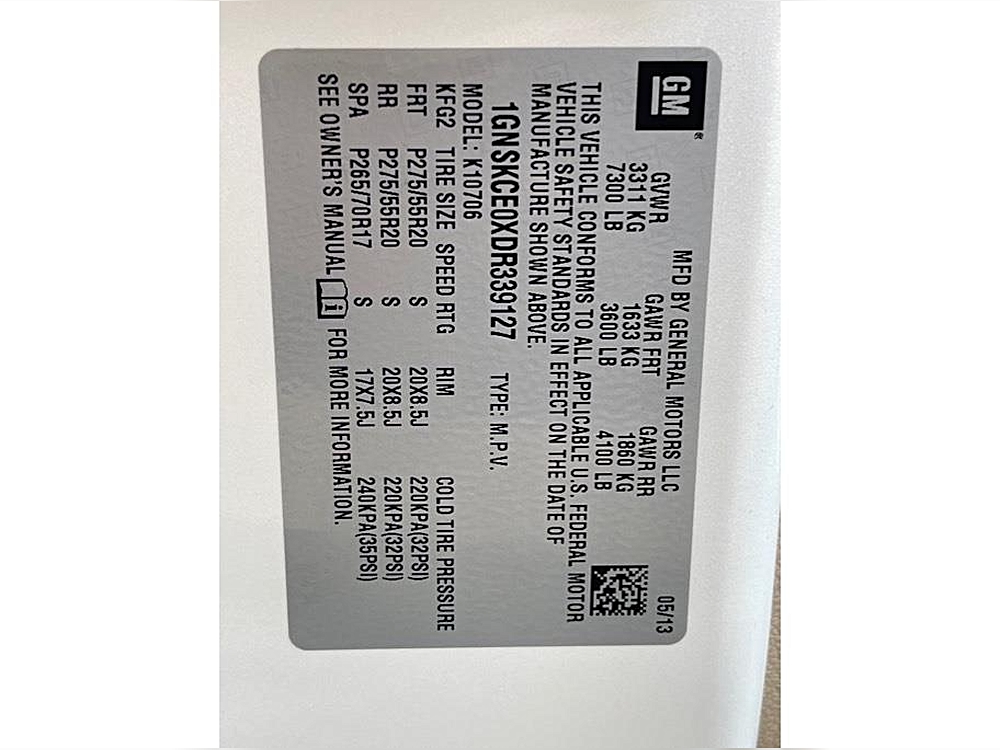 GM®
MFD BY GENERAL MOTORS LLC 05/13
GVWR GAWR FRT GAWR RR
3311 KG 1633 KG 1860 KG
7300 LB 3600 LB 4100 LB
THIS VEHICLE CONFORMS TO ALL APPLICABLE U.S. FEDERAL MOTOR
VEHICLE SAFETY STANDARDS IN EFFECT ON THE DATE OF
MANUFACTURE SHOWN ABOVE.
1GNSKCE0XDR339127 TYPE: M.P.V.
MODEL: K10706
KFG2 TIRE SIZE SPEED RTG RIM COLD TIRE PRESSURE
FRT P275/55R20 S 20X8.5J 220KPA(32PSI)
RR P275/55R20 S 20X8.5J 220KPA(32PSI)
SPA P265/70R17 S 17X7.5J 240KPA(35PSI)
SEE OWNER'S MANUAL i FOR MORE INFORMATION.